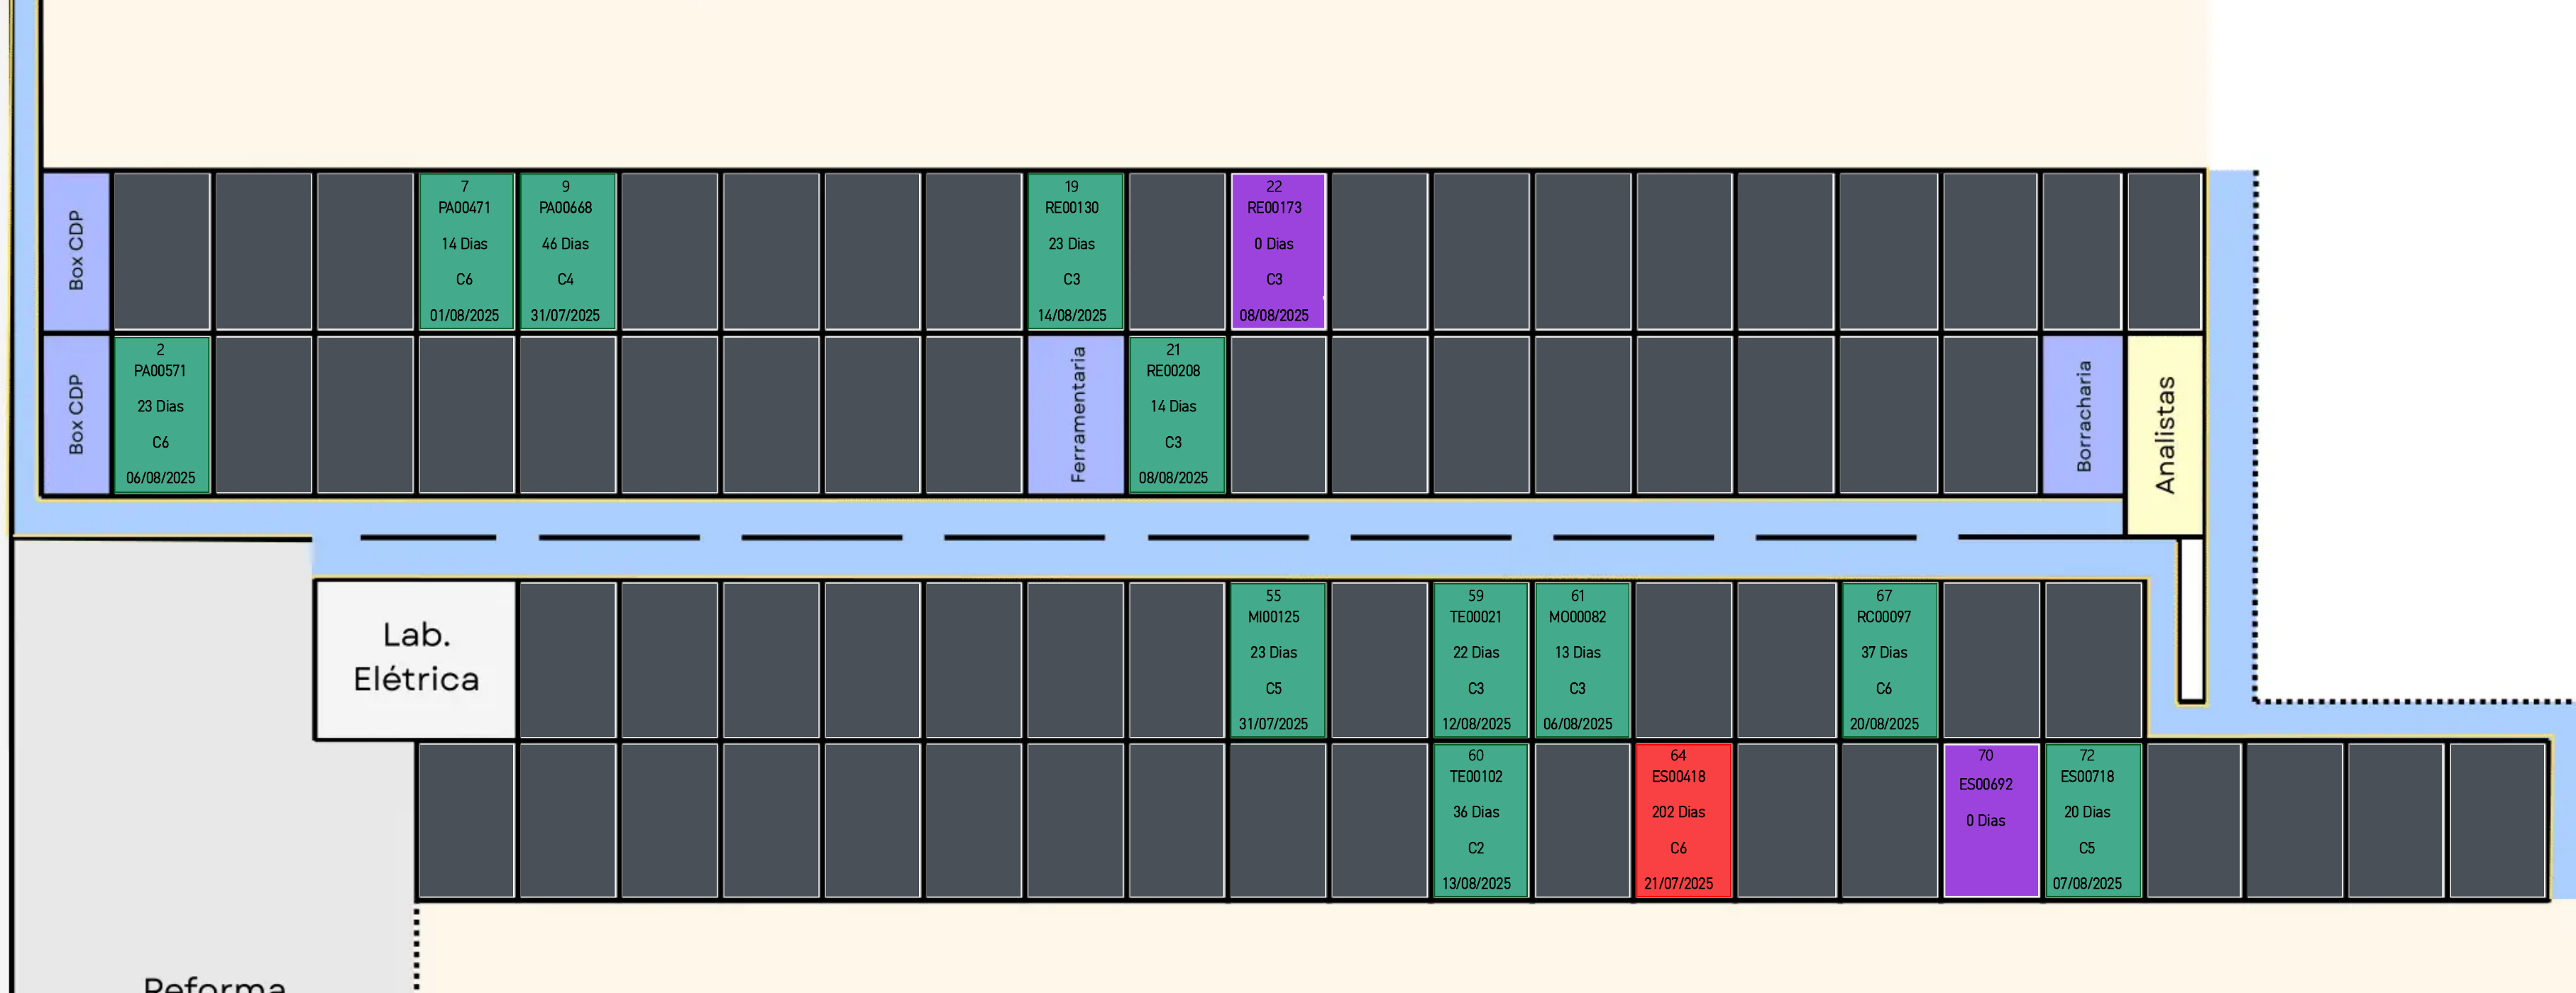 Box CDP
7
PA00471
14 Dias
C6
01/08/2025
9
PA00668
46 Dias
C4
31/07/2025
19
RE00130
23 Dias
C3
14/08/2025
22
RE00173
0 Dias
C3
08/08/2025
Box CDP
2
PA00571
23 Dias
C6
06/08/2025
Ferramentaria
21
RE00208
14 Dias
C3
08/08/2025
Borracharia
Analistas
Lab.
Elétrica
55
MI00125
23 Dias
C5
31/07/2025
59
TE00021
22 Dias
C3
12/08/2025
61
MO00082
13 Dias
C3
06/08/2025
67
RC00097
37 Dias
C6
20/08/2025
60
TE00102
36 Dias
C2
13/08/2025
64
ES00418
202 Dias
C6
21/07/2025
70
ES00692
0 Dias
72
ES00718
20 Dias
C5
07/08/2025
Reforma